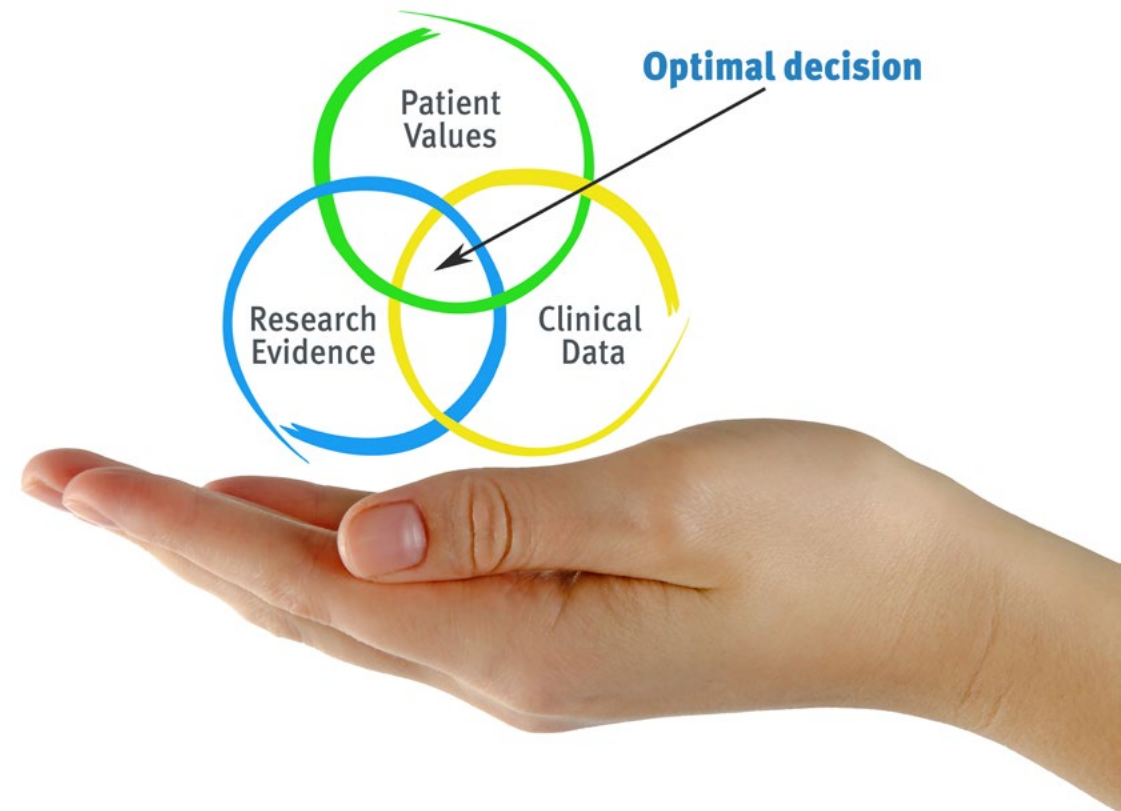 Optimal decision
Patient
Values
Research
Evidence
Clinical
Data